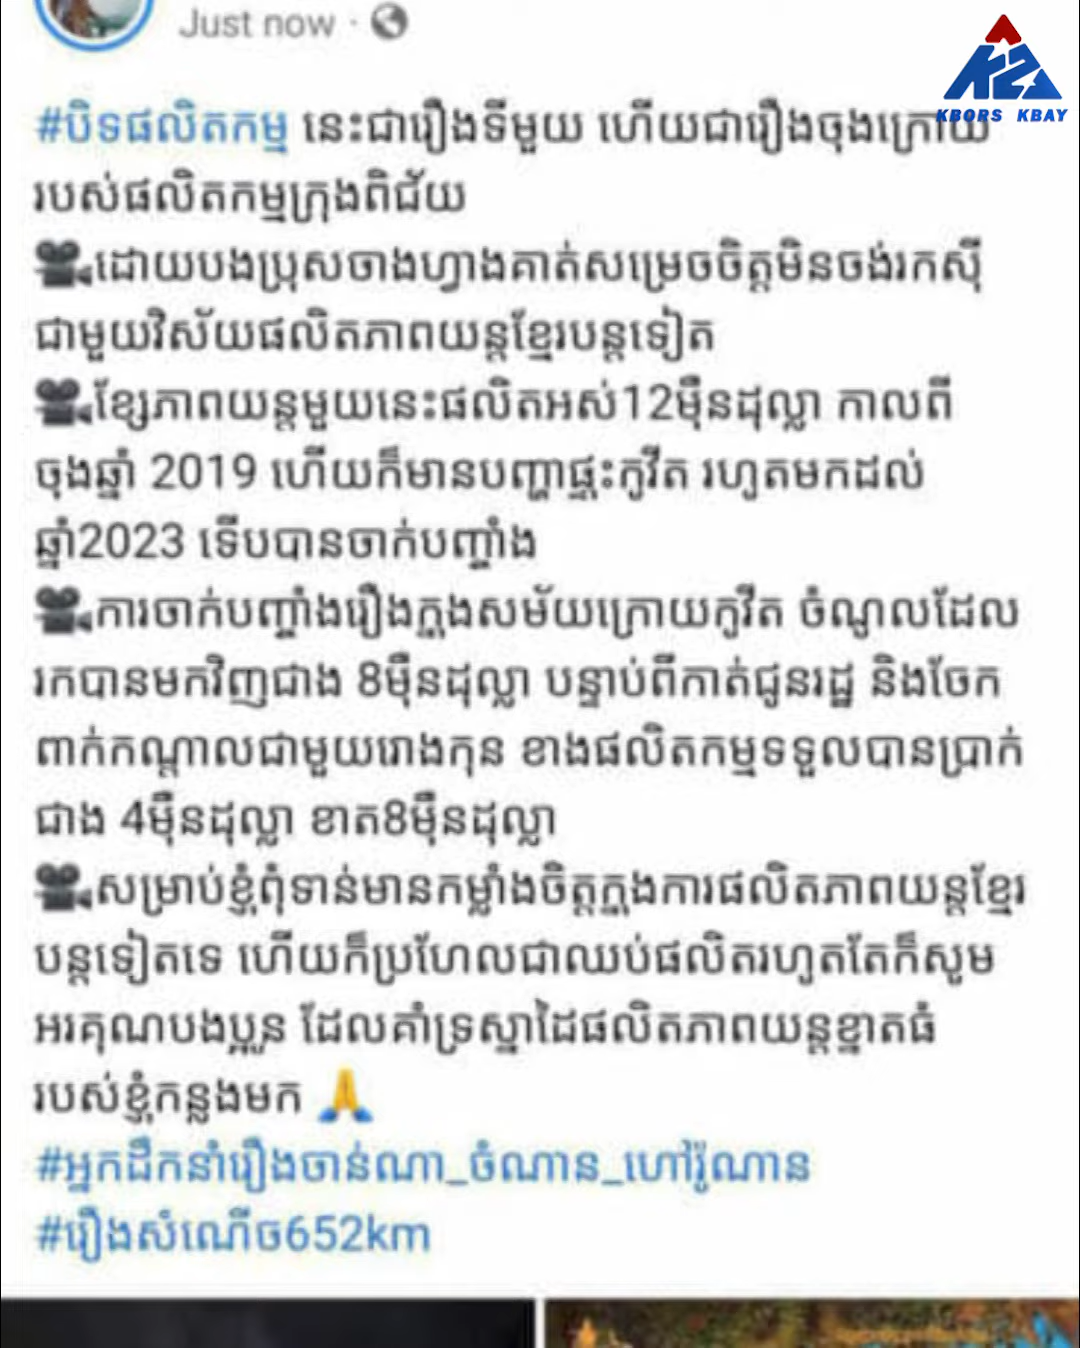 Just now ·
KBORS KBAY
#បិទផលិតកម្ម នេះជារឿងទីមួយ ហើយជារឿងចុងក្រោយ
របស់ផលិតកម្មក្រុងពិជ័យ
🎥ដោយបងប្រុសចាងហ្វាងគាត់សម្រេចចិត្តមិនចង់រកស៊ី
ជាមួយវិស័យផលិតភាពយន្តខ្មែរបន្តទៀត
🎥ខ្សែភាពយន្តមួយនេះផលិតអស់12ម៉ឺនដុល្លា កាលពី
ចុងឆ្នាំ 2019 ហើយក៏មានបញ្ហាផ្ទុះកូវីត រហូតមកដល់
ឆ្នាំ2023 ទើបបានចាក់បញ្ចាំង
🎥ការចាក់បញ្ចាំងរឿងក្នុងសម័យក្រោយកូវីត ចំណូលដែល
រកបានមកវិញជាង 8ម៉ឺនដុល្លា បន្ទាប់ពីកាត់ជូនរដ្ឋ និងចែក
ពាក់កណ្ដាលជាមួយរោងកុន ខាងផលិតកម្មទទួលបានប្រាក់
ជាង 4ម៉ឺនដុល្លា ខាត8ម៉ឺនដុល្លា
🎥សម្រាប់ខ្ញុំពុំទាន់មានកម្លាំងចិត្តក្នុងការផលិតភាពយន្តខ្មែរ
បន្តទៀតទេ ហើយក៏ប្រហែលជាឈប់ផលិតរហូតតែក៏សូម
អរគុណបងប្អូន ដែលគាំទ្រស្នាដៃផលិតភាពយន្តខ្នាតធំ
របស់ខ្ញុំកន្លងមក 🙏
#អ្នកដឹកនាំរឿងចាន់ណា_ចំណាន_ហៅរ៉ូណាន
#រឿងសំណើច652km